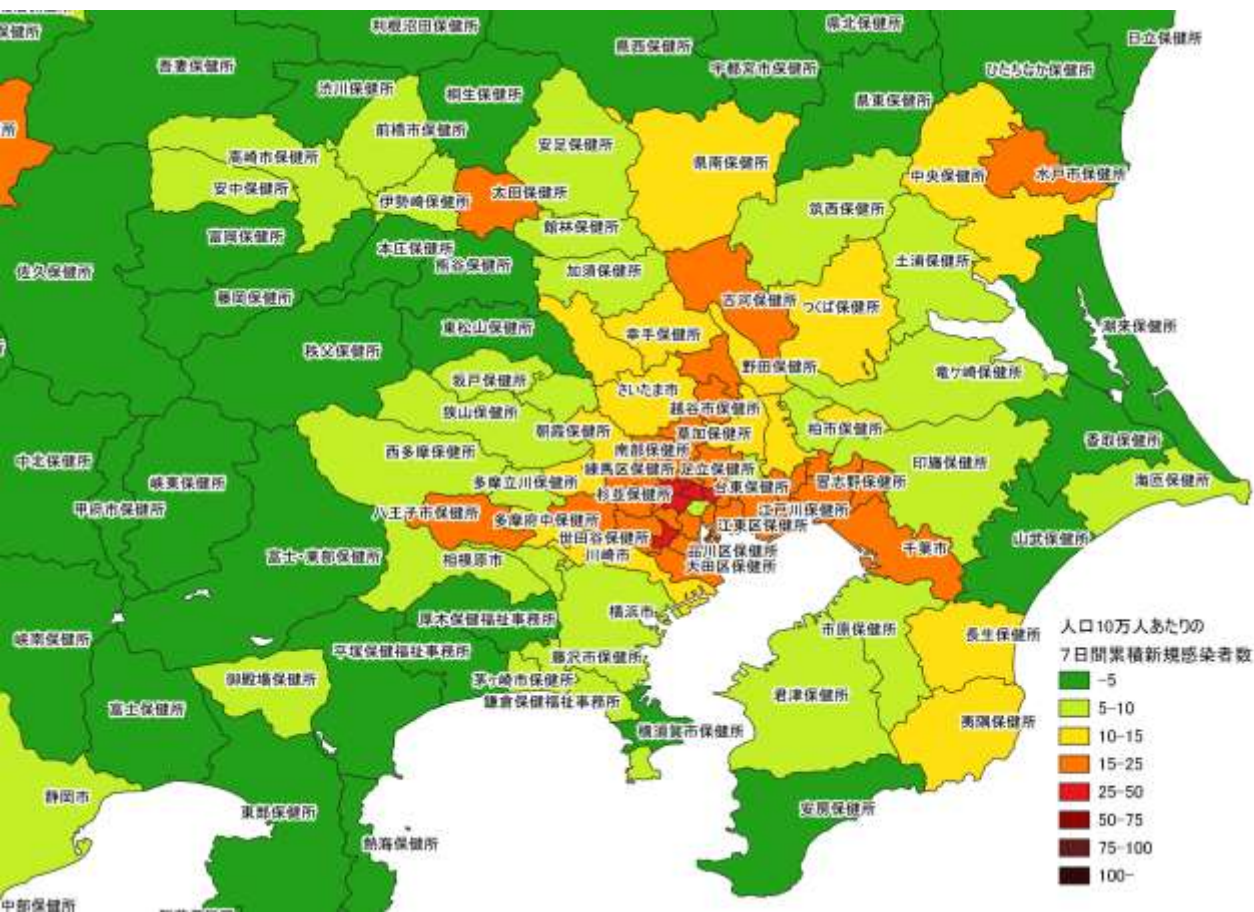 利根沼田保健所
県北保健所
日立保健所
保健所
県西保健所
吾妻保健所
宇都宮市保健所
ひたちなか保健所
渋川保健所
桐生保健所
県東保健所
所
前橋市保健所
安足保健所
高崎市保健所
県南保健所
中央保健所
水戸市保健所
安中保健所
太田保健所
伊勢崎保健所
筑西保健所
館林保健所
富岡保健所
本庄保健所
熊谷保健所
土浦保健所
佐久保健所
加須保健所
藤岡保健所
古河保健所
つくば保健所
東松山保健所
幸手保健所
潮来保健所
秩父保健所
野田保健所
竜ケ崎保健所
坂戸保健所
さいたま市
狭山保健所
越谷市保健所
朝霞保健所
草加保健所
柏市保健所
香取保健所
西多摩保健所
南部保健所
中北保健所
印旛保健所
練馬区保健所
足立保健所
峡東保健所
多摩立川保健所
台東保健所
習志野保健所
海匝保健所
杉並保健所
甲府市保健所
八王子市保健所
多摩府中保健所
江戸川保健所
江東区保健所
世田谷保健所
山武保健所
富士・東部保健所
相模原市
川崎市
品川区保健所
千葉市
大田区保健所
横浜市
厚木保健福祉事務所
市原保健所
長生保健所
峡南保健所
平塚保健福祉事務所
藤沢市保健所
御殿場保健所
茅ヶ崎市保健所
君津保健所
鎌倉保健福祉事務所
富士保健所
夷隅保健所
横須賀市保健所
静岡市
東部保健所
安房保健所
熱海保健所
中部保健所
人口10万人あたりの
7日間累積新規感染者数
-5
5-10
10-15
15-25
25-50
50-75
75-100
100-